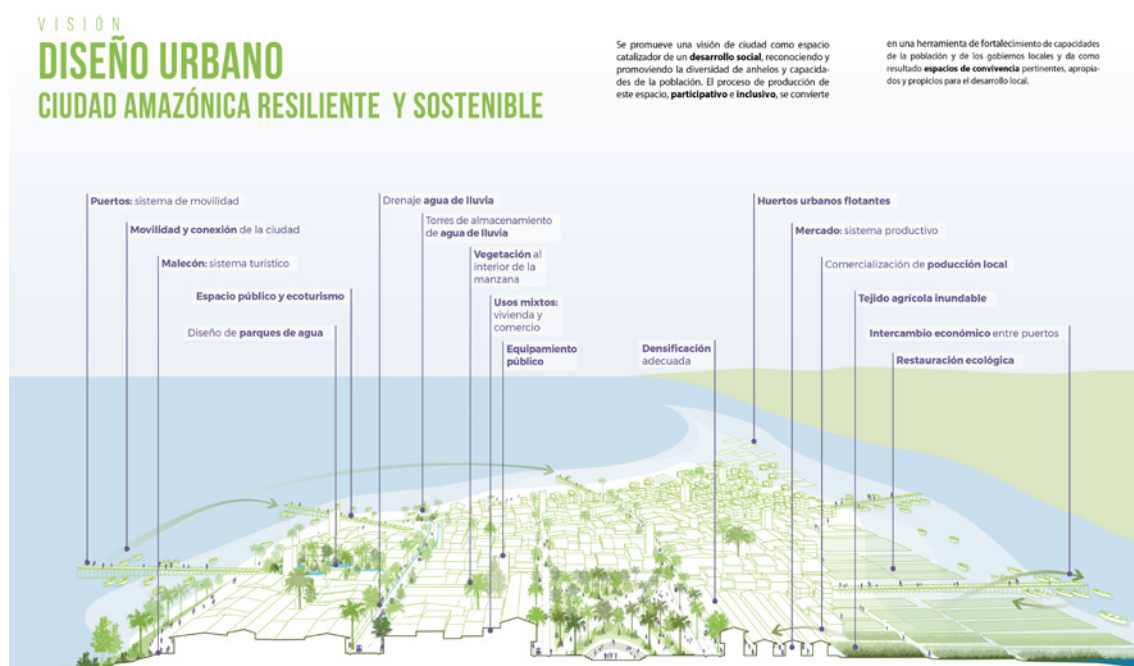 VISIÓN
DISEÑO URBANO
CIUDAD AMAZÓNICA RESILIENTE Y SOSTENIBLE
Se promueve una visión de ciudad como espacio
catalizador de un desarrollo social, reconociendo y
promoviendo la diversidad de anhelos y capacida-
des de la población. El proceso de producción de
este espacio, participativo e inclusivo, se convierte
en una herramienta de fortalecimiento de capacidades
de la población y de los gobiernos locales y da como
resultado espacios de convivencia pertinentes, apropia-
dos y propicios para el desarrollo local.
Puertos: sistema de movilidad
Movilidad y conexión de la ciudad
Malecón: sistema turístico
Espacio público y ecoturismo
Diseño de parques de agua
Drenaje agua de lluvia
Torres de almacenamiento
de agua de lluvia
Vegetación al
interior de la
manzana
Usos mixtos:
vivienda y
comercio
Equipamiento
público
Densificación
adecuada
Huertos urbanos flotantes
Mercado: sistema productivo
Comercialización de poducción local
Tejido agrícola inundable
Intercambio económico entre puertos
Restauración ecológica